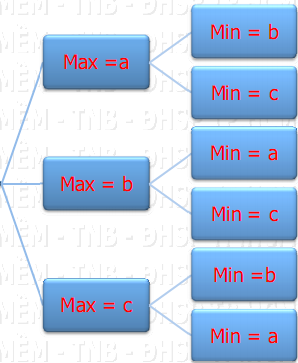 Max =a
Min = b
Min = c
Max = b
Min = a
Min = c
Max = c
Min =b
Min = a